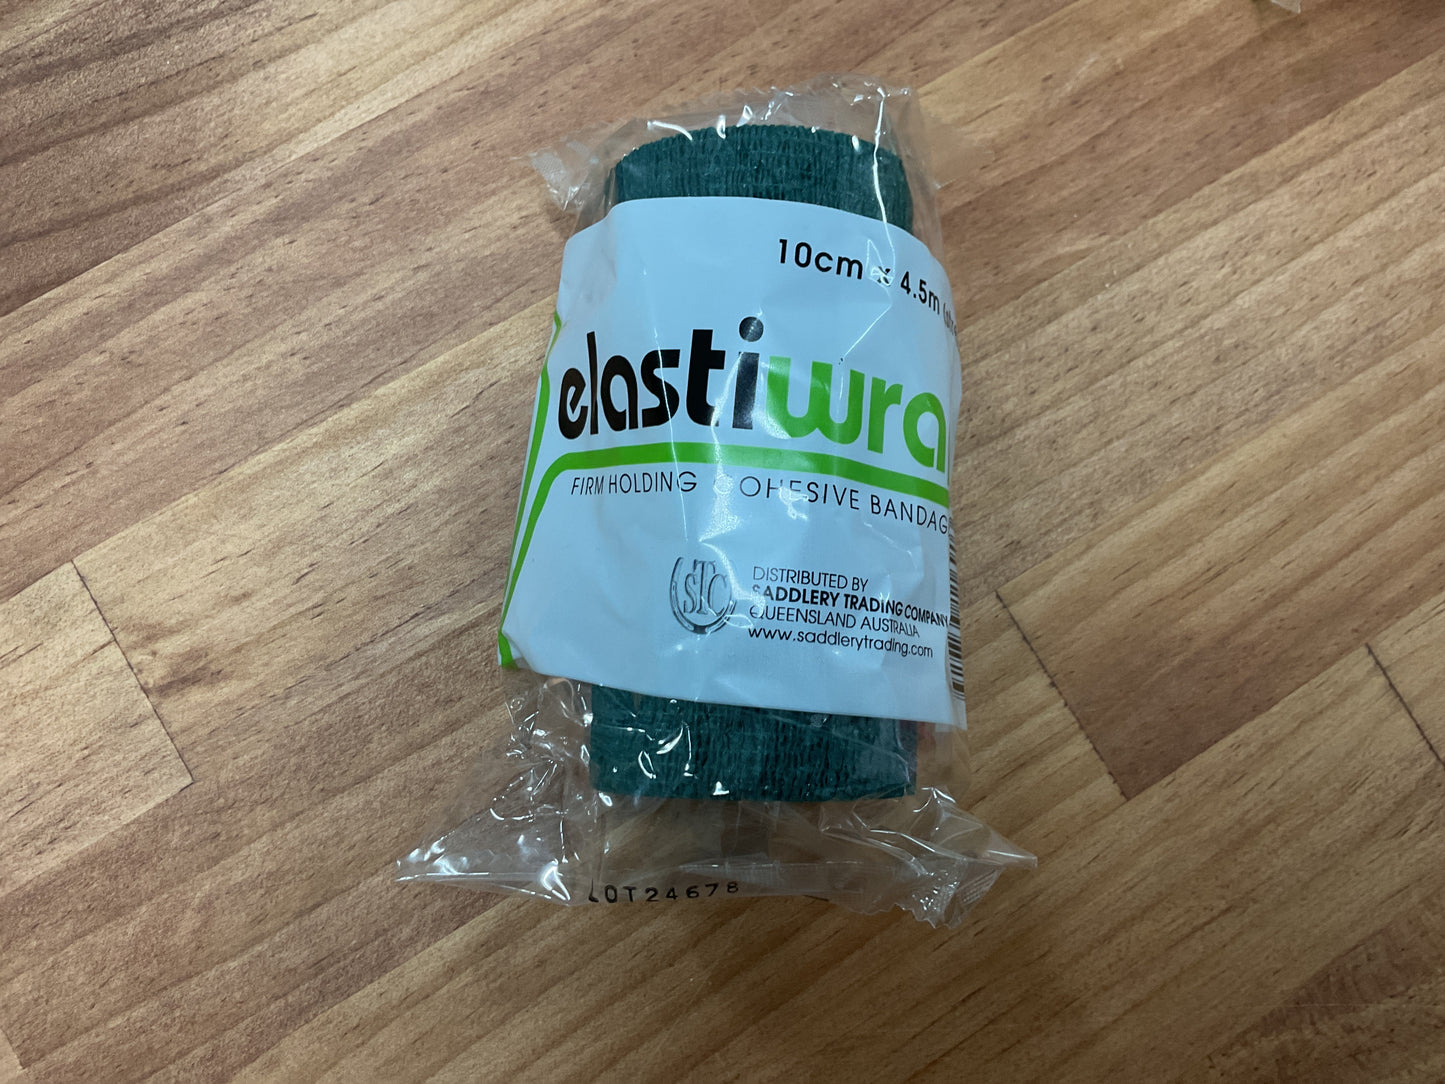 10cm x 4.5m
elastiwra
FIRM HOLDING COHESIVE BANDAG
STC
DISTRIBUTED BY
SADDLERY TRADING COMPANY
QUEENSLAND AUSTRALIA
www.saddlerytrading.com
LOT24678